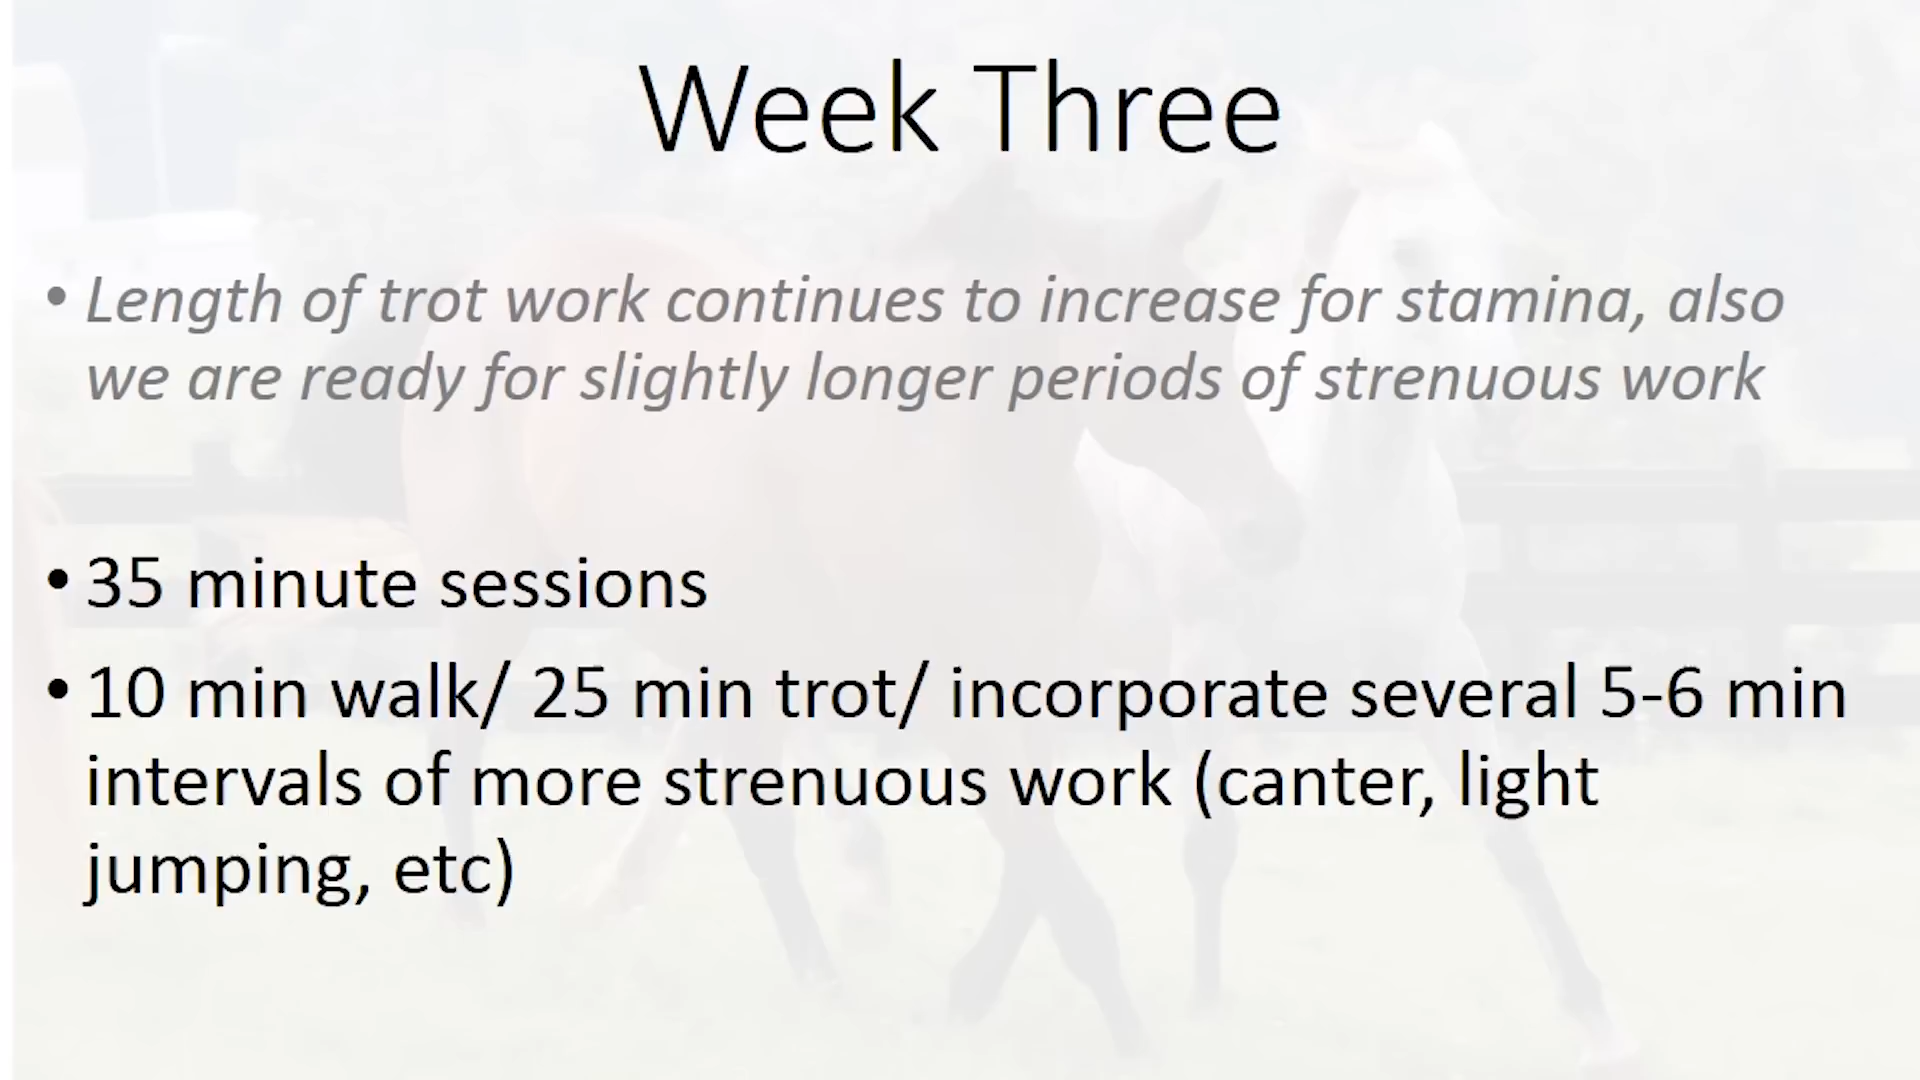 Week Three
• Length of trot work continues to increase for stamina, also
we are ready for slightly longer periods of strenuous work
• 35 minute sessions
• 10 min walk/ 25 min trot/ incorporate several 5-6 min
intervals of more strenuous work (canter, light
jumping, etc)